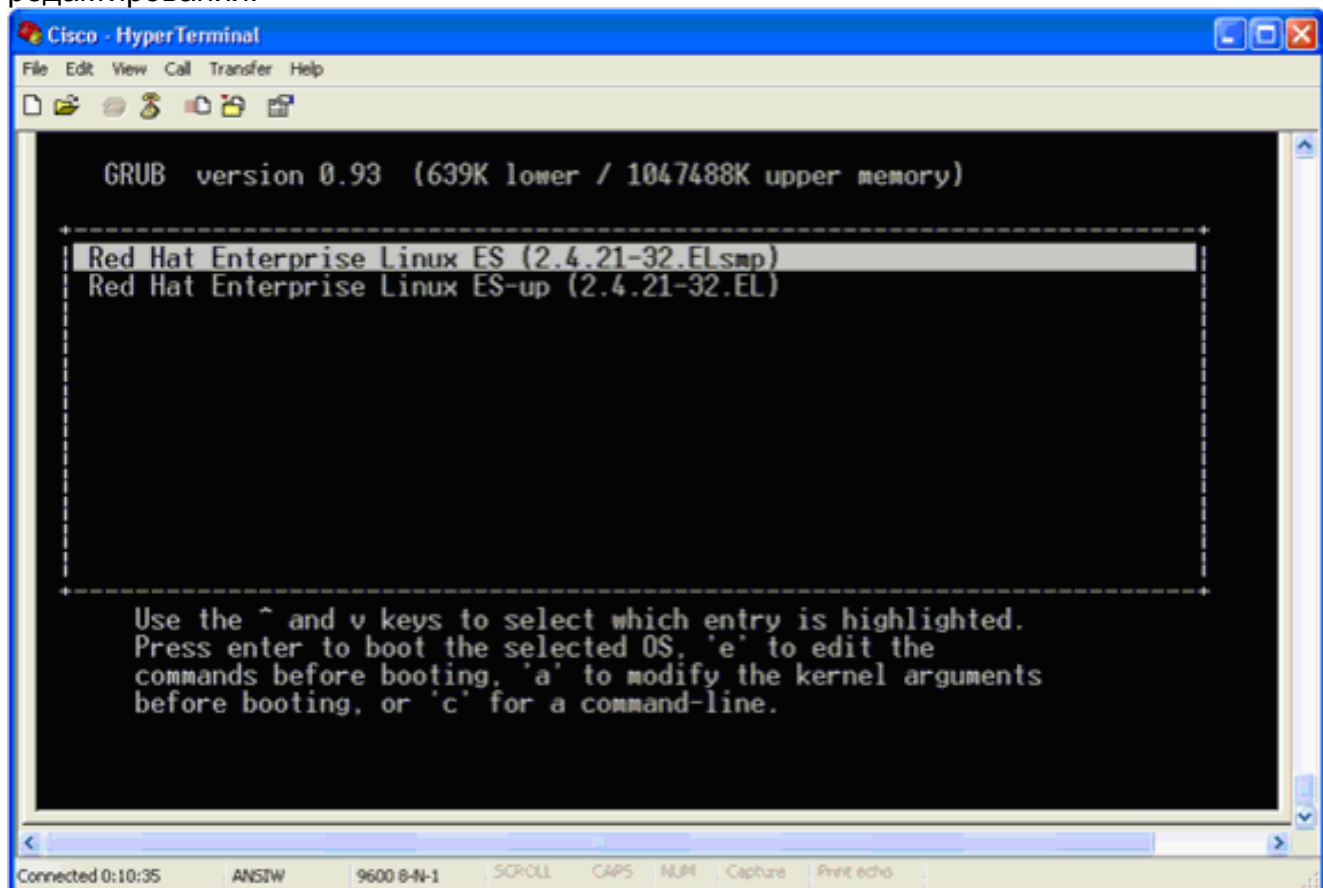 редактирования.
Cisco - HyperTerminal
File Edit View Call Transfer Help
GRUB version 0.93 (639K lower / 1047488K upper memory)
Red Hat Enterprise Linux ES (2.4.21-32.ELsmp)
Red Hat Enterprise Linux ES-up (2.4.21-32.EL)
Use the ^ and v keys to select which entry is highlighted.
Press enter to boot the selected OS, 'e' to edit the
commands before booting, 'a' to modify the kernel arguments
before booting, or 'c' for a command-line.
Connected 0:10:35 ANSIW 9600 8-N-1 SCROLL CAPS NUM Capture Print echo